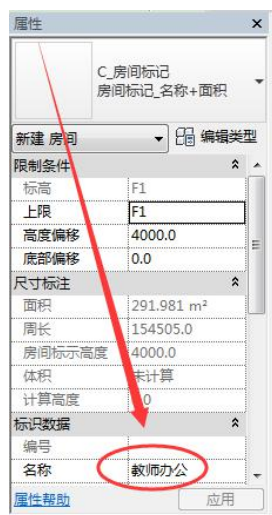 属性
C_房间标记
房间标记_名称+面积
新建 房间 编辑类型
限制条件
标高 F1
上限 F1
高度偏移 4000.0
底部偏移 0.0
尺寸标注
面积 291.981 m²
周长 154505.0
房间标示高度 4000.0
体积 未计算
计算高度
标识数据
编号
名称 教师办公
属性帮助 应用